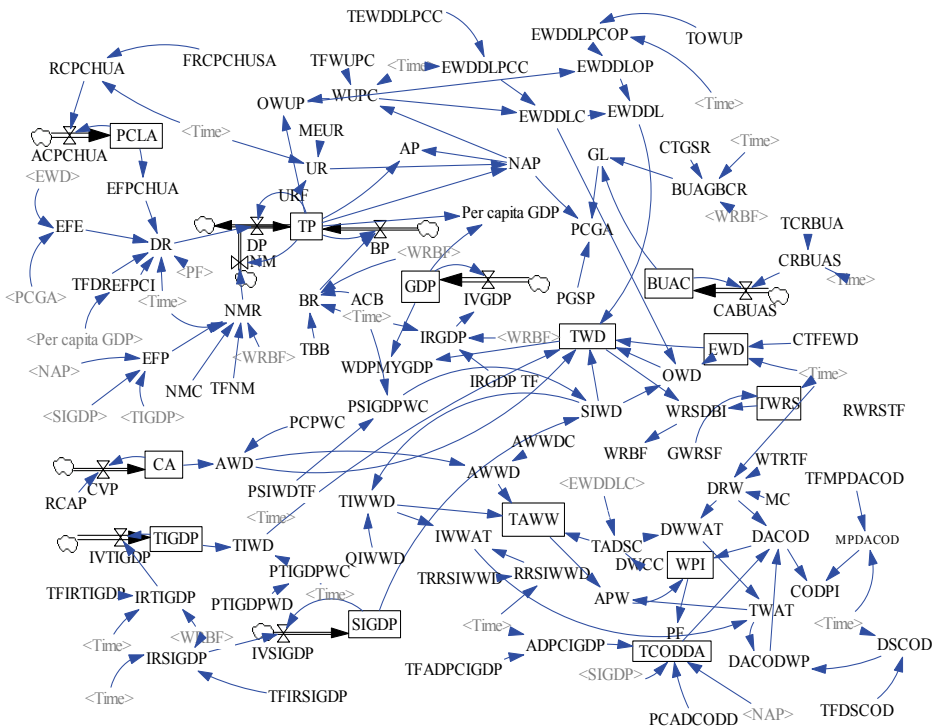 TEWDDLPCC
EWDDLPCOP
TOWUP
RCPCHUA
FRCPCHUSA
TFWUPC
<Time>
EWDDLPCC
EWDDLOP
OWUP
WUPC
EWDDLC
EWDDL
<Time>
<Time>
PCLA
ACPCHUA
MEUR
AP
NAP
GL
CTGSR
<Time>
<EWD>
EFPCHUA
UR
BUAGBCR
URF
<WRBF>
EFE
DR
DP
TP
BP
Per capita GDP
PCGA
TCRBUA
NM
<WRBF>
CRBUAS
<PF>
TFDREFPCI
GDP
IVGDP
BUAC
<Time>
<PCGA>
<Time>
NMR
BR
ACB
<Time>
PGSP
CABUAS
<Per capita GDP>
<WRBF>
TBB
IRGDP
<WRBF>
TWD
EWD
CTFEWD
<NAP>
EFP
WDPMYGDP
OWD
<Time>
NMC
TFNM
IRGDP TF
<SIGDP>
<TIGDP>
PSIGDPWC
SIWD
WRSDBI
TWRS
RWRSTF
PCPWC
AWWDC
WRBF
GWRSF
CA
AWD
AWWD
WTRTF
RCAP
CVP
PSIWDTF
<EWDDLC>
DRW
MC
TFMPDACOD
TIWWD
<Time>
TAWW
DWWAT
DACOD
MPDACOD
TIGDP
TIWD
IWWAT
TADSC
IVTIGDP
QIWWD
DWCC
WPI
PTIGDPWC
TRRSIWWD
RRSIWWD
CODPI
TFIRTIGDP
IRTIGDP
PTIGDPWD
<Time>
APW
TWAT
<Time>
<WRBF>
SIGDP
<Time>
PF
<Time>
IVSIGDP
ADPCIGDP
TCODDA
DSCOD
IRSIGDP
TFADPCIGDP
<SIGDP>
DACODWP
<Time>
TFIRSIGDP
PCADCODD
<NAP>
TFDSCOD